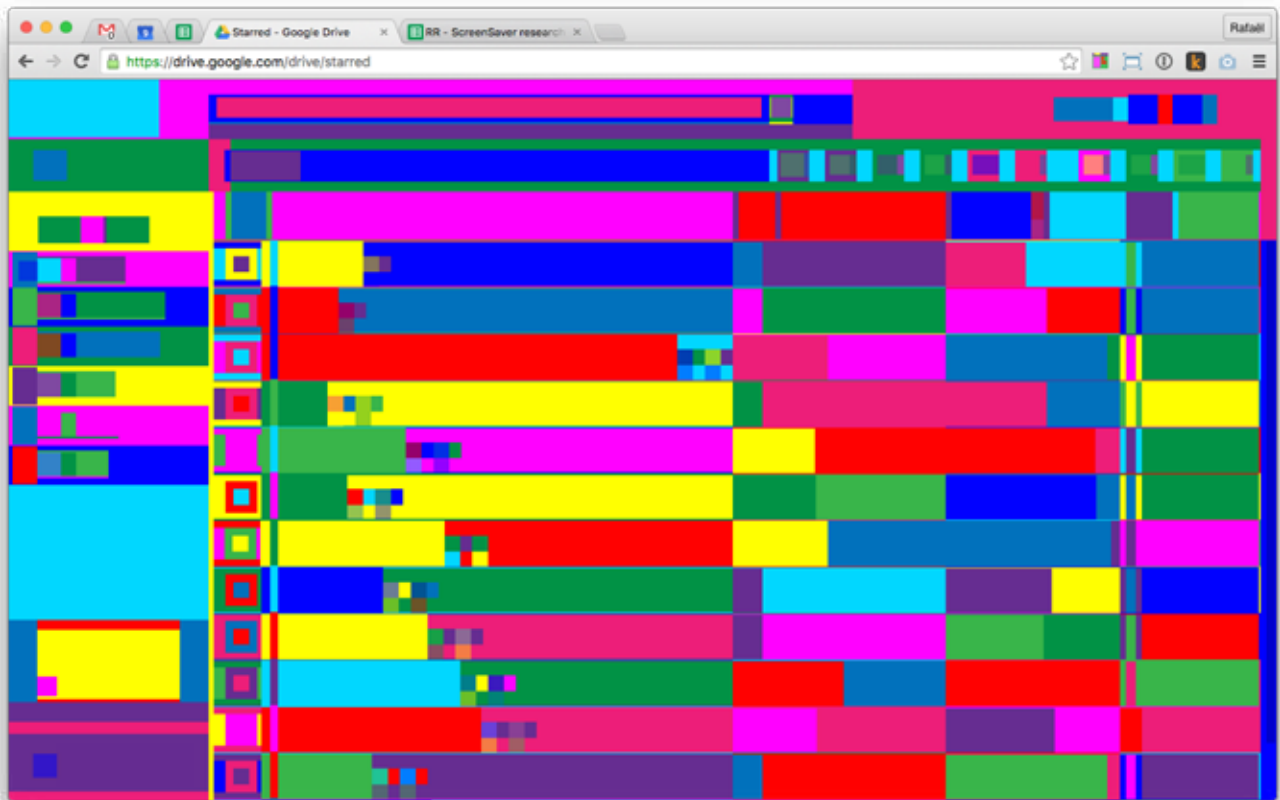 Starred - Google Drive
RR - ScreenSaver research
Rafaël
https://drive.google.com/drive/starred